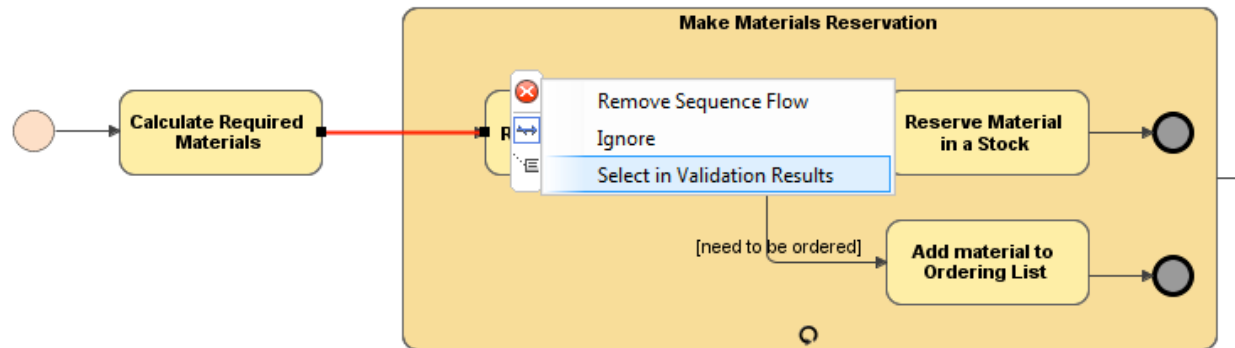 Make Materials Reservation
Calculate Required
Materials
R
Remove Sequence Flow
Ignore
Select in Validation Results
Reserve Material
in a Stock
[need to be ordered]
Add material to
Ordering List